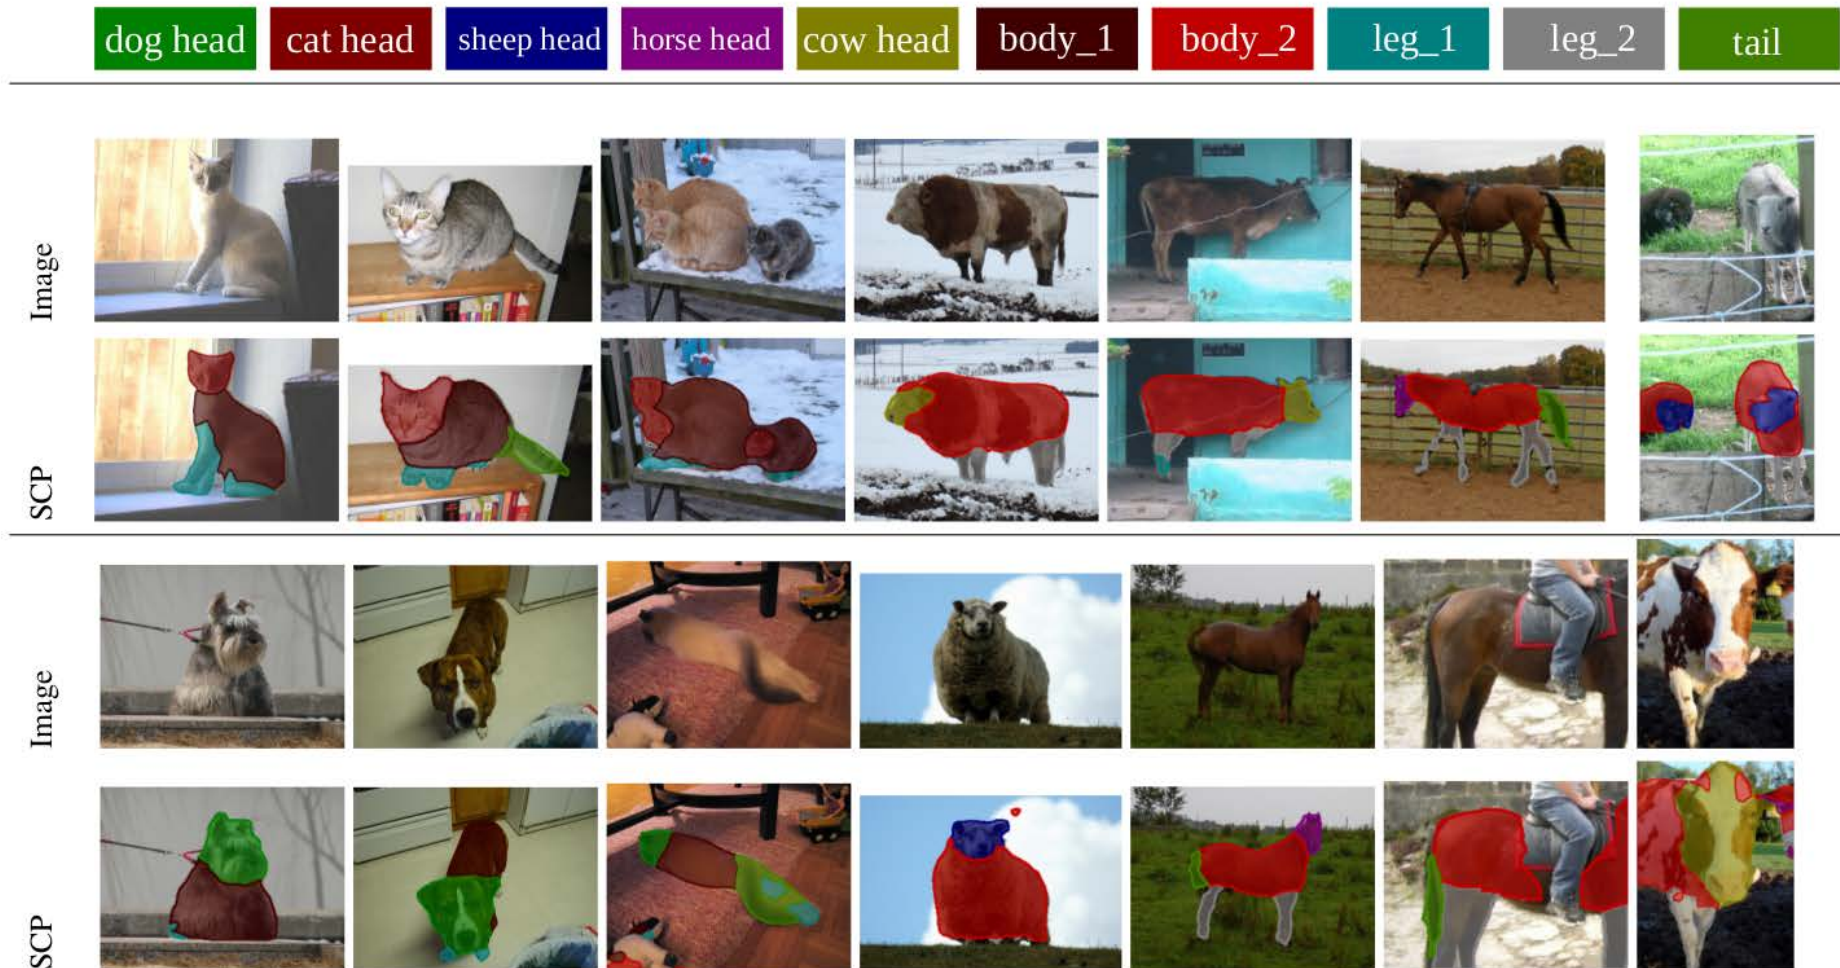 dog head cat head sheep head horse head cow head body_1 body_2 leg_1 leg_2 tail
Image
SCP
Image
SCP